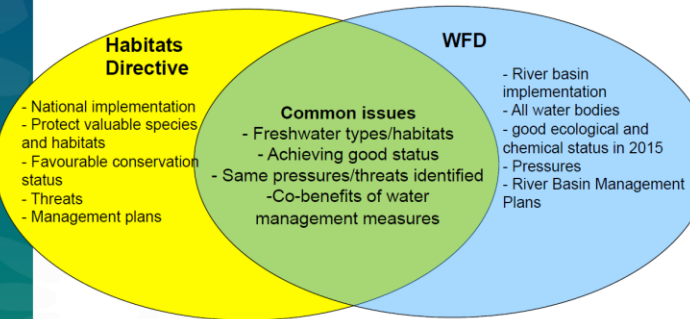 Habitats
Directive
- National implementation
- Protect valuable species
and habitats
- Favourable conservation
status
- Threats
- Management plans
Common issues
- Freshwater types/habitats
- Achieving good status
- Same pressures/threats identified
-Co-benefits of water
management measures
WFD
- River basin
implementation
- All water bodies
- good ecological and
chemical status in 2015
- Pressures
- River Basin Management
Plans